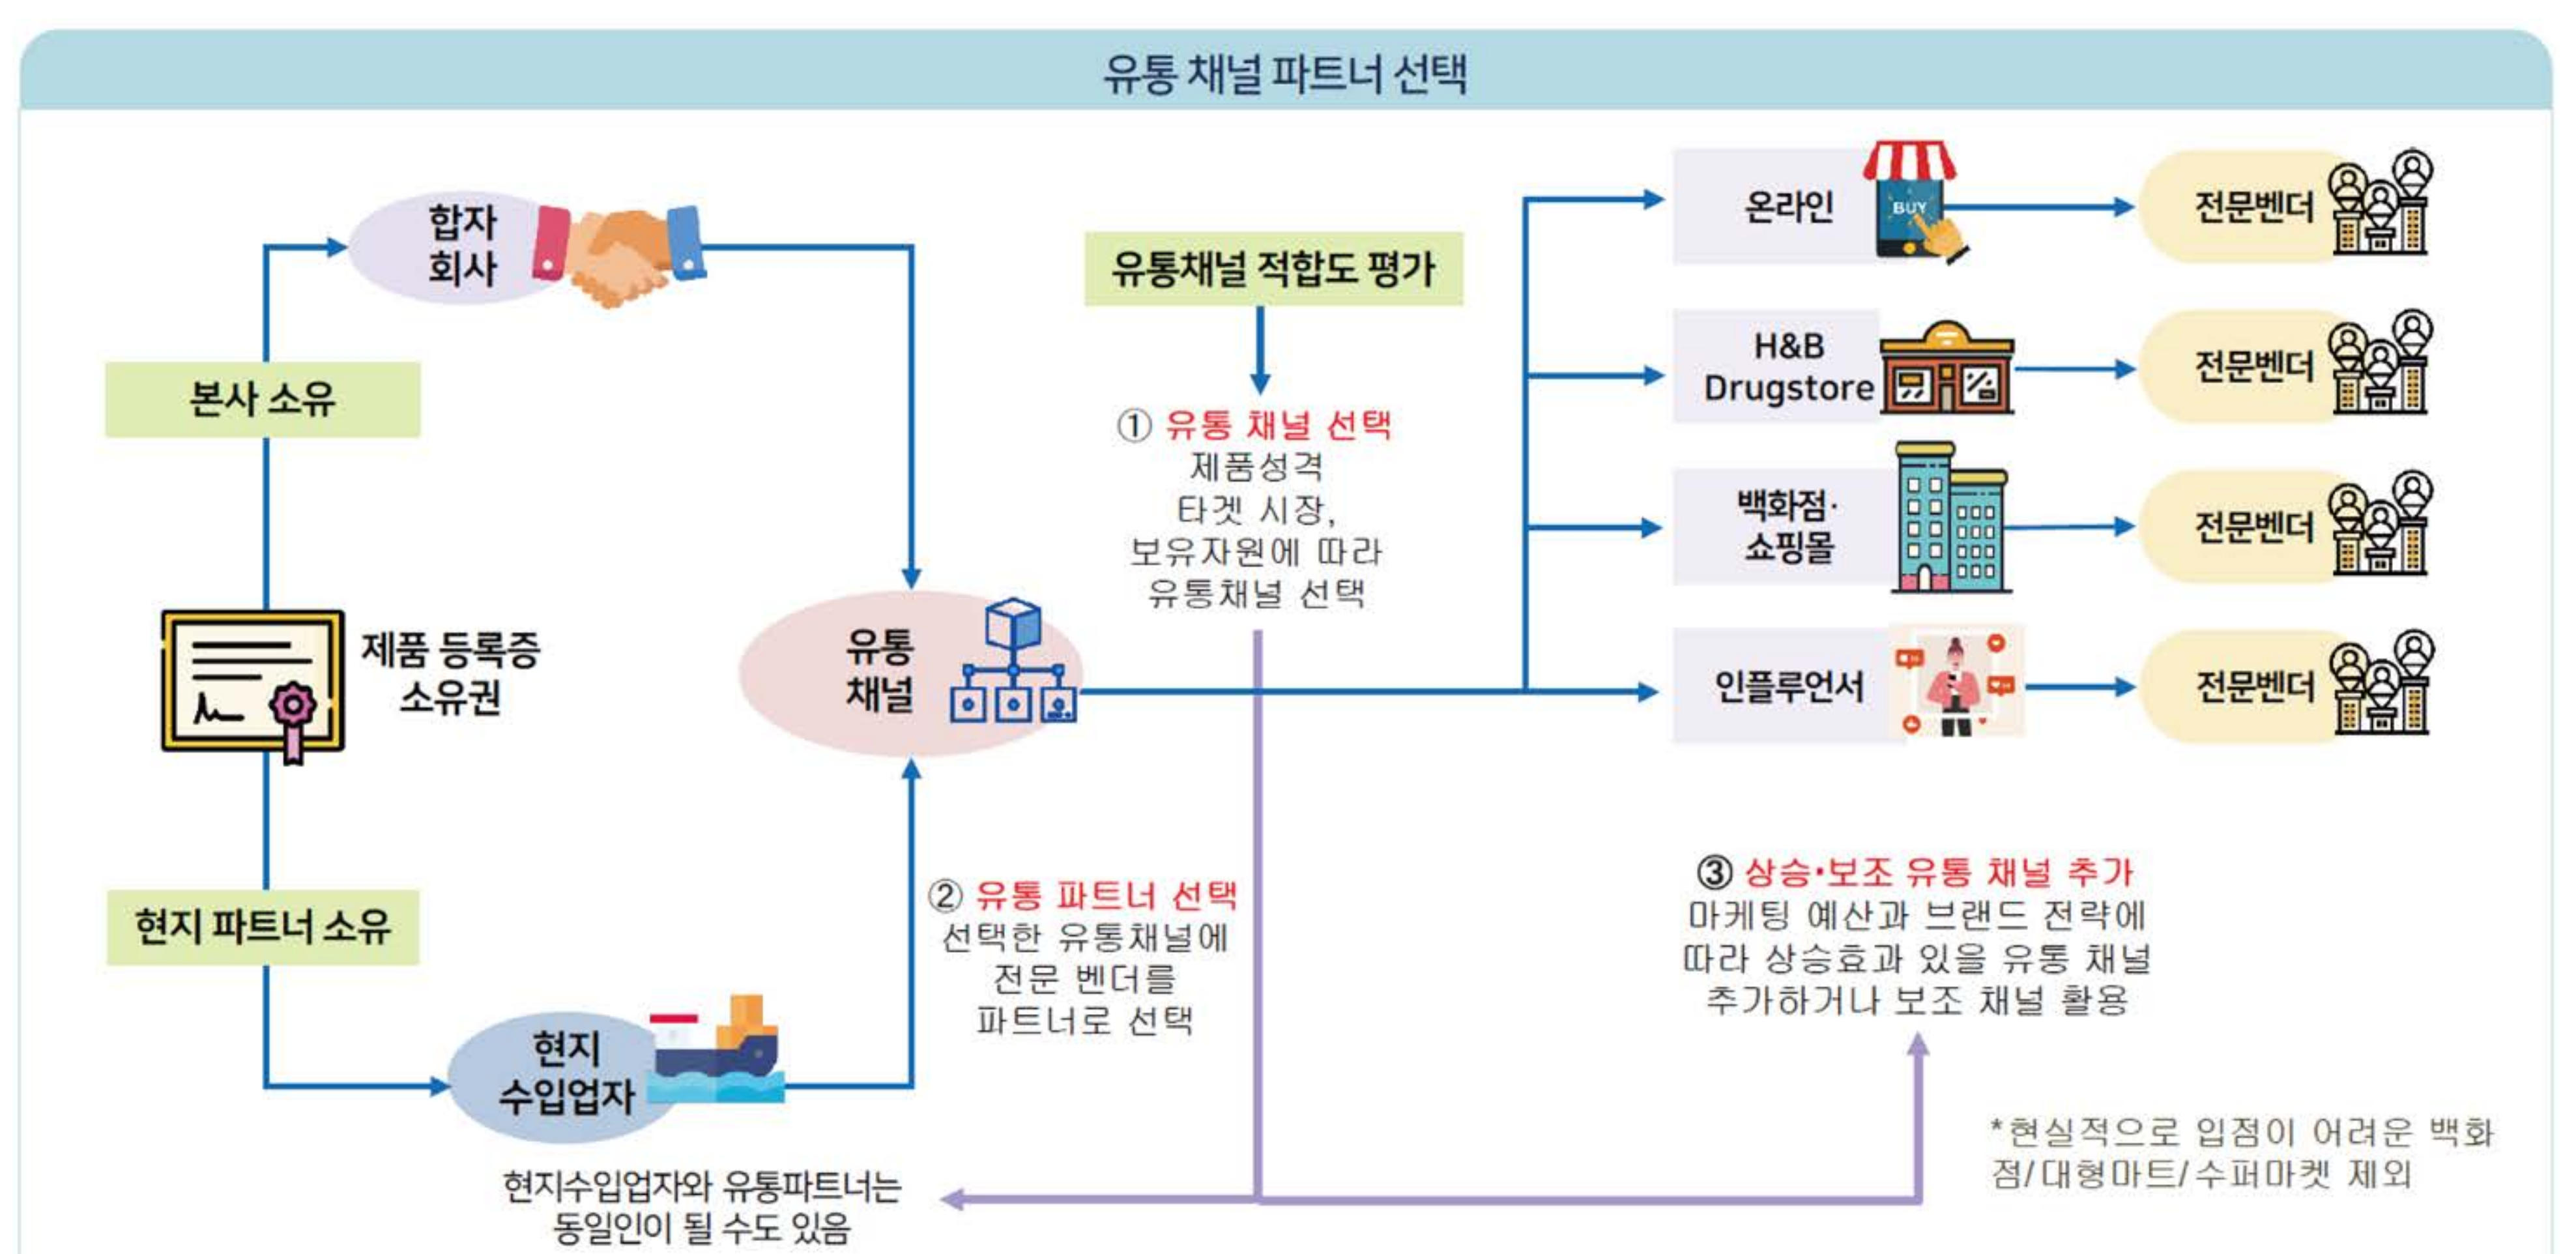 유통 채널 파트너 선택
합자
회사
본사 소유
제품 등록증
소유권
현지 파트너 소유
현지
수입업자
현지수입업자와 유통파트너는
동일인이 될 수도 있음
유통
채널
유통채널 적합도 평가
① 유통 채널 선택
제품성격
타겟 시장,
보유자원에 따라
유통채널 선택
② 유통 파트너 선택
선택한 유통채널에
전문 벤더를
파트너로 선택
온라인
BUY
전문벤더
H&B
Drugstore
전문벤더
백화점·
쇼핑몰
전문벤더
인플루언서
전문벤더
③ 상승·보조 유통 채널 추가
마케팅 예산과 브랜드 전략에
따라 상승효과 있을 유통 채널
추가하거나 보조 채널 활용
*현실적으로 입점이 어려운 백화
점/대형마트/수퍼마켓 제외